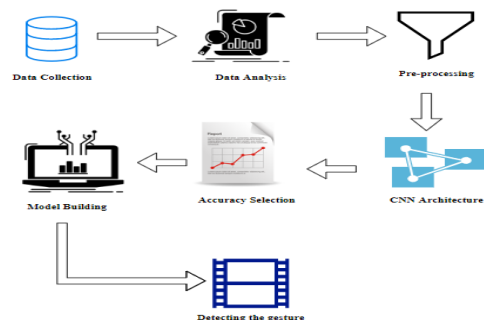 Data Collection
Data Analysis
Pre-processing
CNN Architecture
Accuracy Selection
Model Building
Detecting the gesture